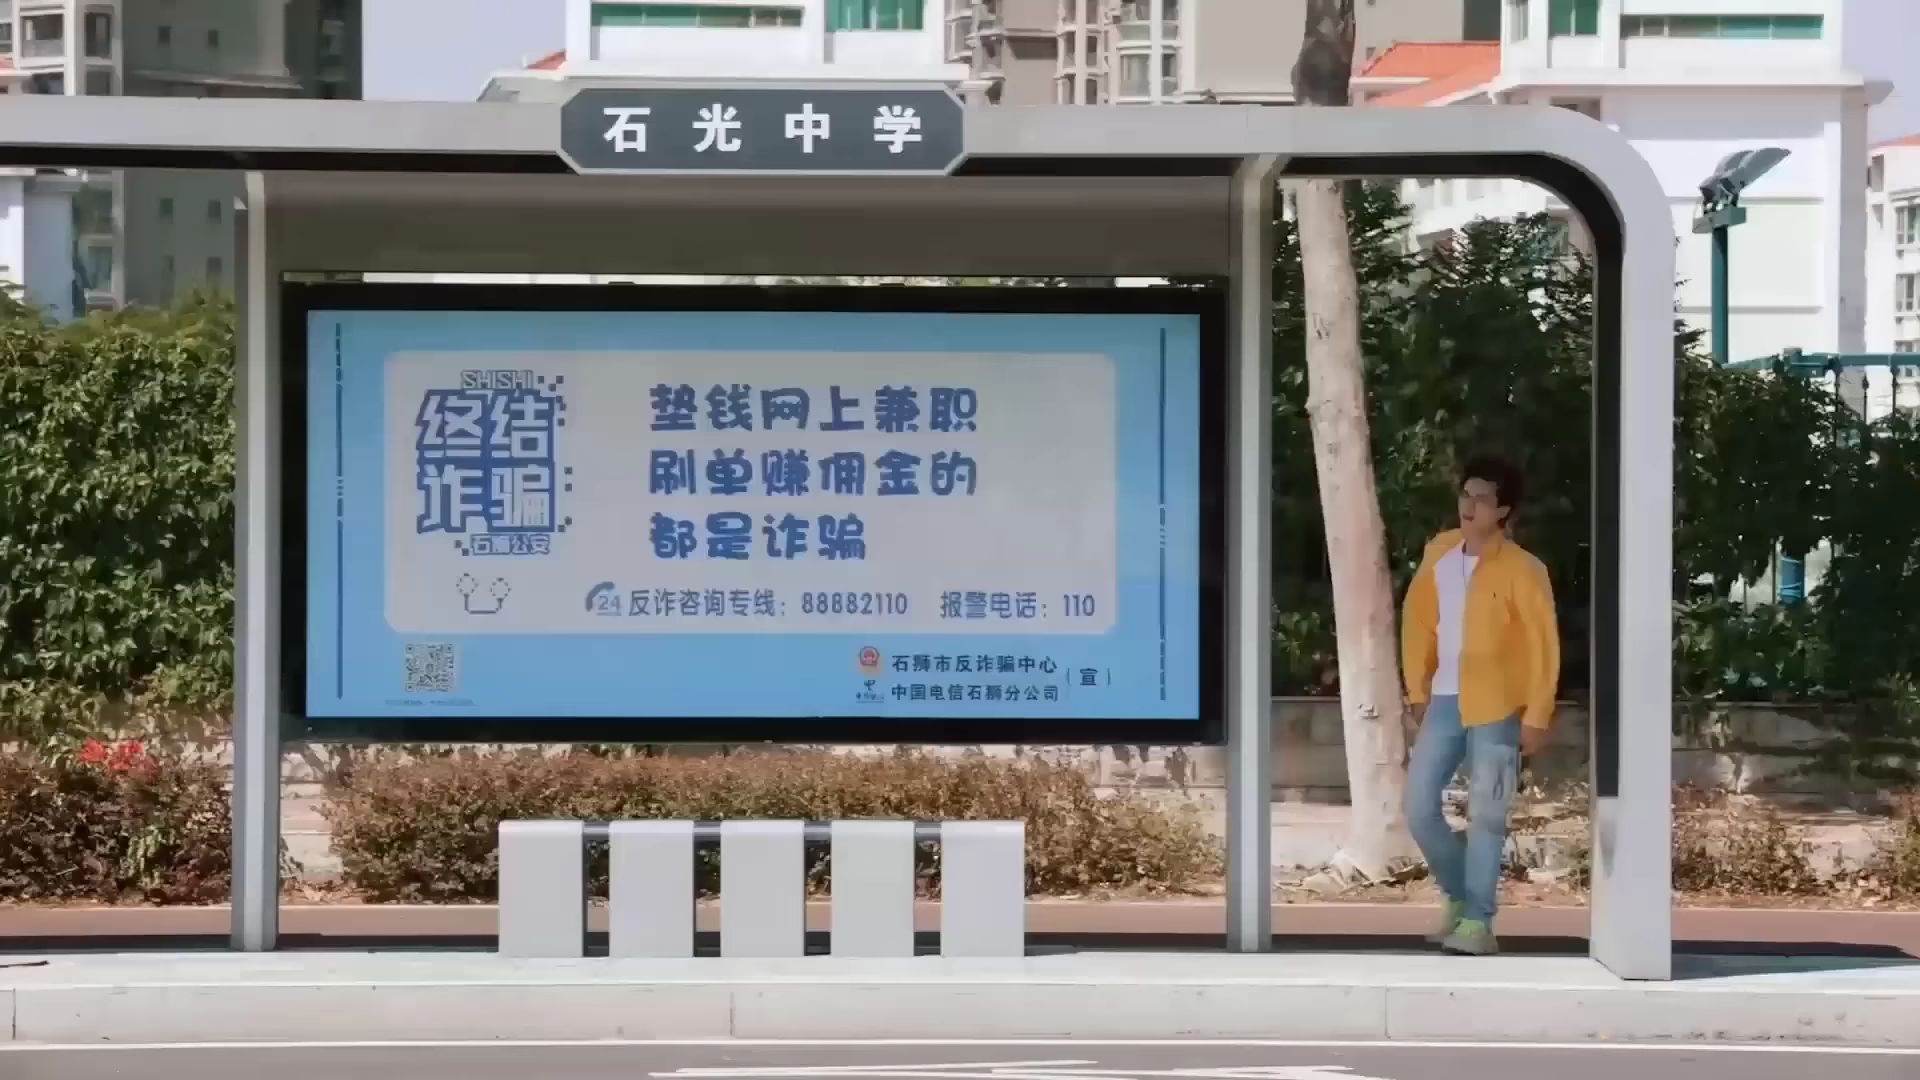 石光中学
SHISHI
终结
诈骗
石狮公安
垫钱网上兼职
刷单赚佣金的
都是诈骗
24 反诈咨询专线：88882110 报警电话：110
石狮市反诈骗中心
中国电信石狮分公司
（宣）